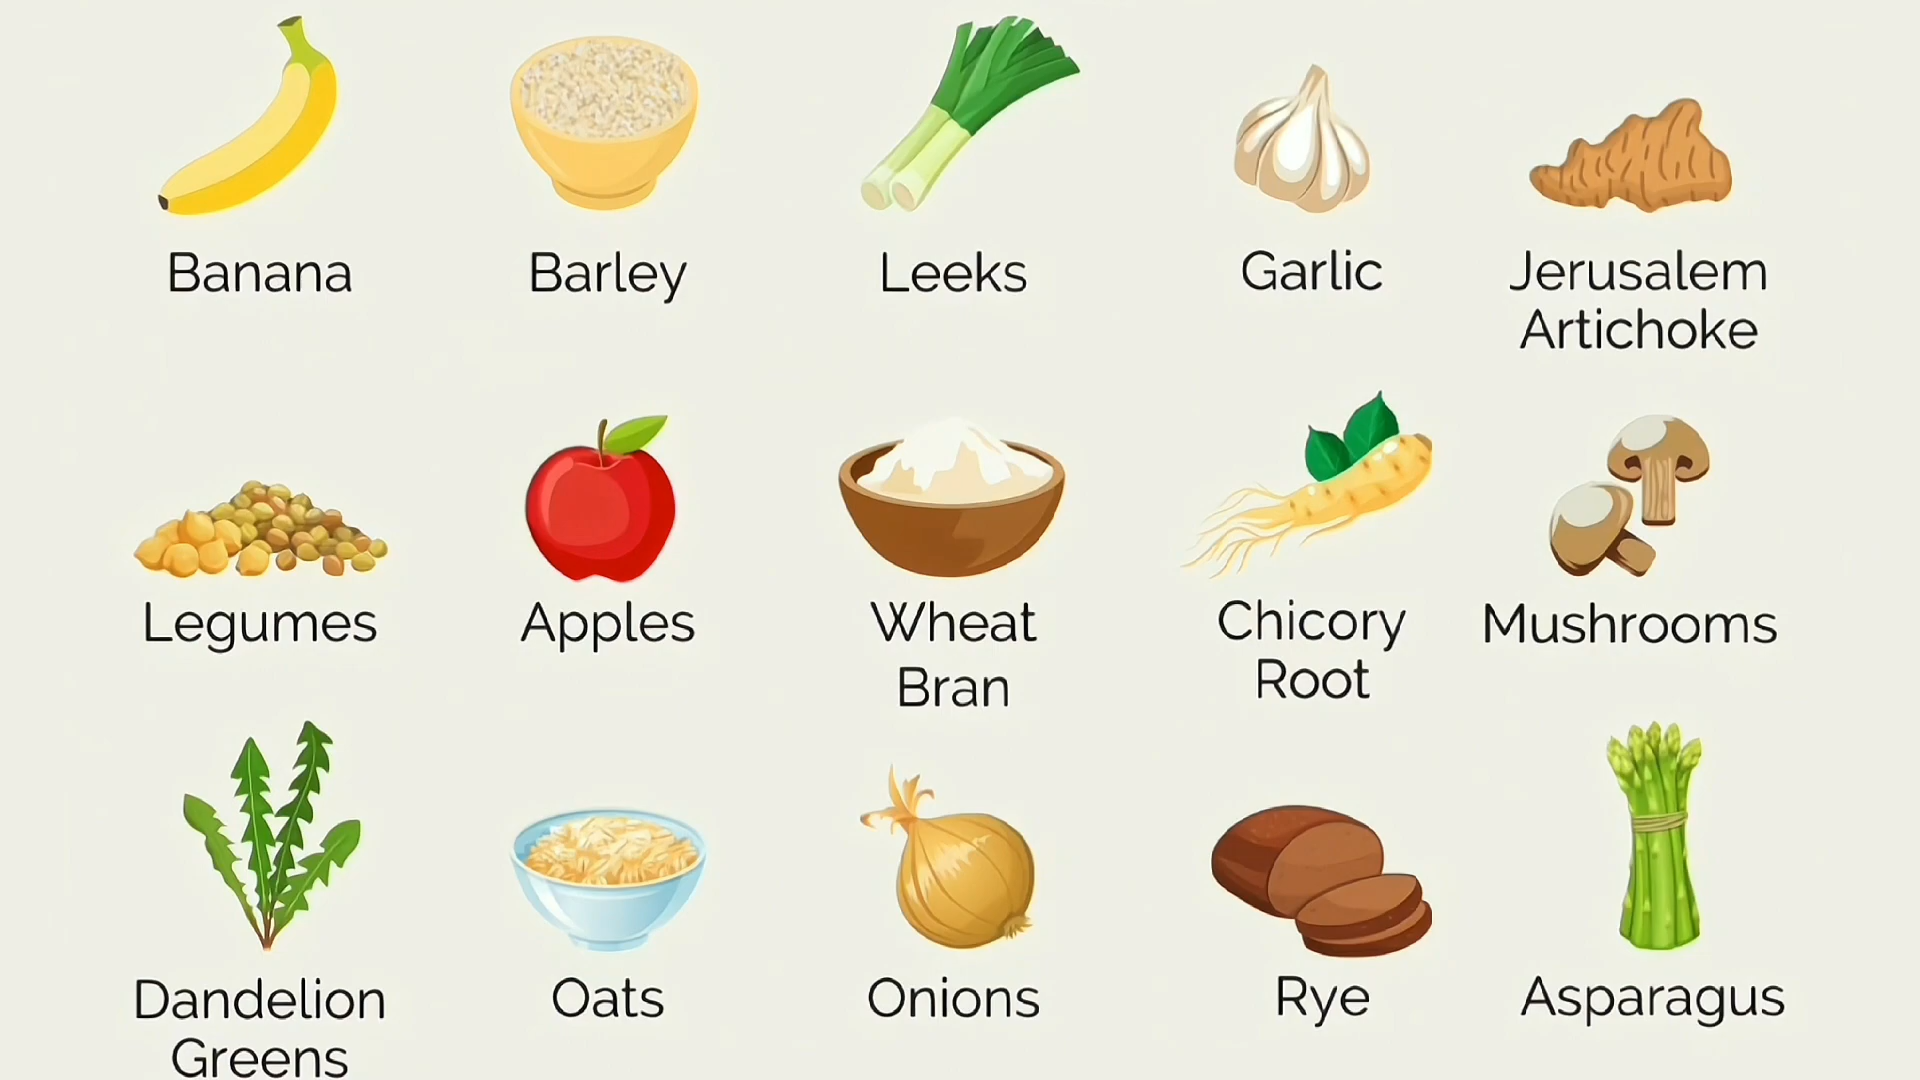 Banana
Barley
Leeks
Garlic
Jerusalem
Artichoke
Legumes
Apples
Wheat
Bran
Chicory
Root
Mushrooms
Dandelion
Greens
Oats
Onions
Rye
Asparagus